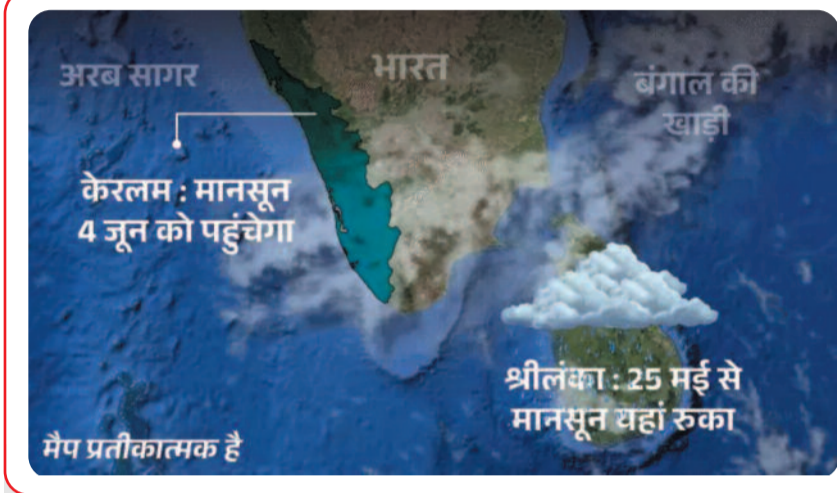 अरब सागर
भारत
बंगाल की
खाड़ी
केरलम : मानसून
4 जून को पहुंचेगा
श्रीलंका : 25 मई से
मानसून यहां रुका
मैप प्रतीकात्मक है